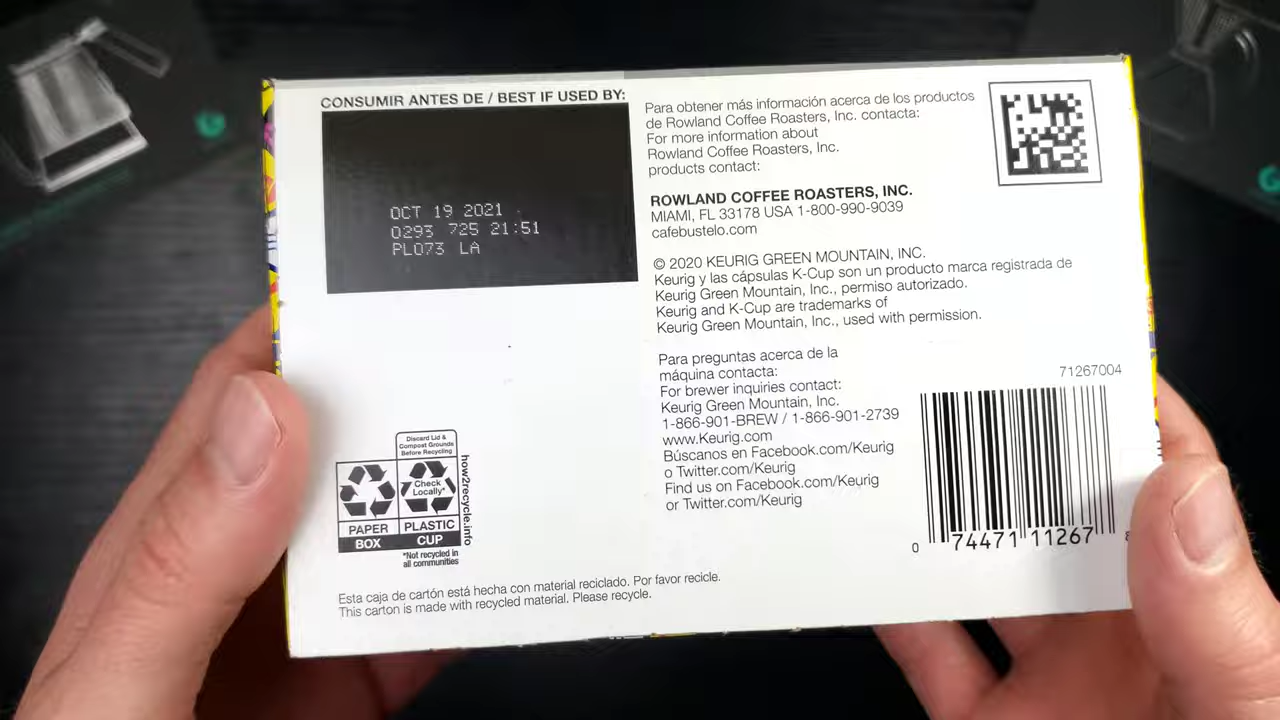 CONSUMIR ANTES DE / BEST IF USED BY:
OCT 19 2021
0293 725 21:51
PL073 LA
Para obtener más información acerca de los productos
de Rowland Coffee Roasters, Inc. contacta:
For more information about
Rowland Coffee Roasters, Inc.
products contact:
ROWLAND COFFEE ROASTERS, INC.
MIAMI, FL 33178 USA 1-800-990-9039
cafebustelo.com
© 2020 KEURIG GREEN MOUNTAIN, INC.
Keurig y las cápsulas K-Cup son un producto marca registrada de
Keurig Green Mountain, Inc., permiso autorizado.
Keurig and K-Cup are trademarks of
Keurig Green Mountain, Inc., used with permission.
Para preguntas acerca de la
máquina contacta:
For brewer inquiries contact:
Keurig Green Mountain, Inc.
1-866-901-BREW / 1-866-901-2739
www.Keurig.com
Búscanos en Facebook.com/Keurig
o Twitter.com/Keurig
Find us on Facebook.com/Keurig
or Twitter.com/Keurig
71267004
0 74471 11267
Discard Lid &
Compost Grounds
Before Recycling
Check
Locally*
PAPER
BOX
PLASTIC
CUP
how2recycle.info
*Not recycled in
all communities
Esta caja de cartón está hecha con material reciclado. Por favor recicle.
This carton is made with recycled material. Please recycle.